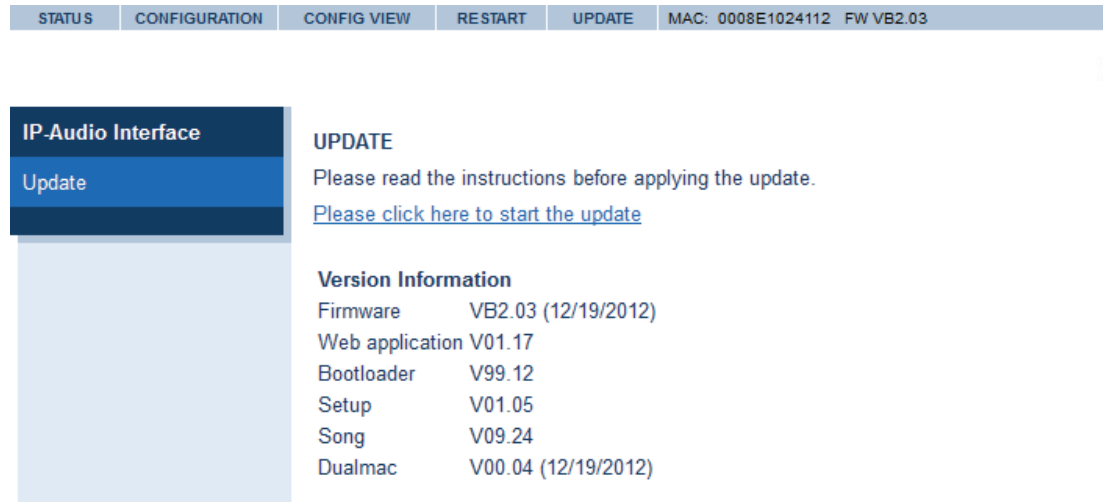 STATUS CONFIGURATION CONFIG VIEW RESTART UPDATE MAC: 0008E1024112 FW VB2.03
IP-Audio Interface
Update
UPDATE
Please read the instructions before applying the update.
Please click here to start the update
Version Information
Firmware VB2.03 (12/19/2012)
Web application V01.17
Bootloader V99.12
Setup V01.05
Song V09.24
Dualmac V00.04 (12/19/2012)